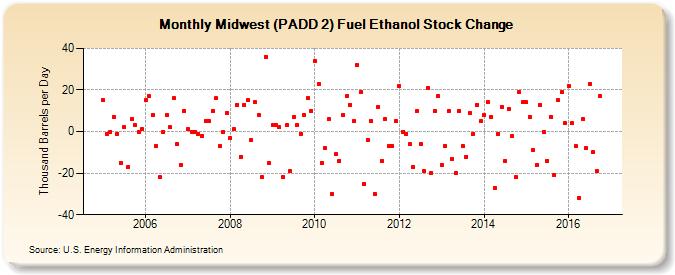 Monthly Midwest (PADD 2) Fuel Ethanol Stock Change
Thousand Barrels per Day
40
20
0
-20
-40
2006 2008 2010 2012 2014 2016
Source: U.S. Energy Information Administration